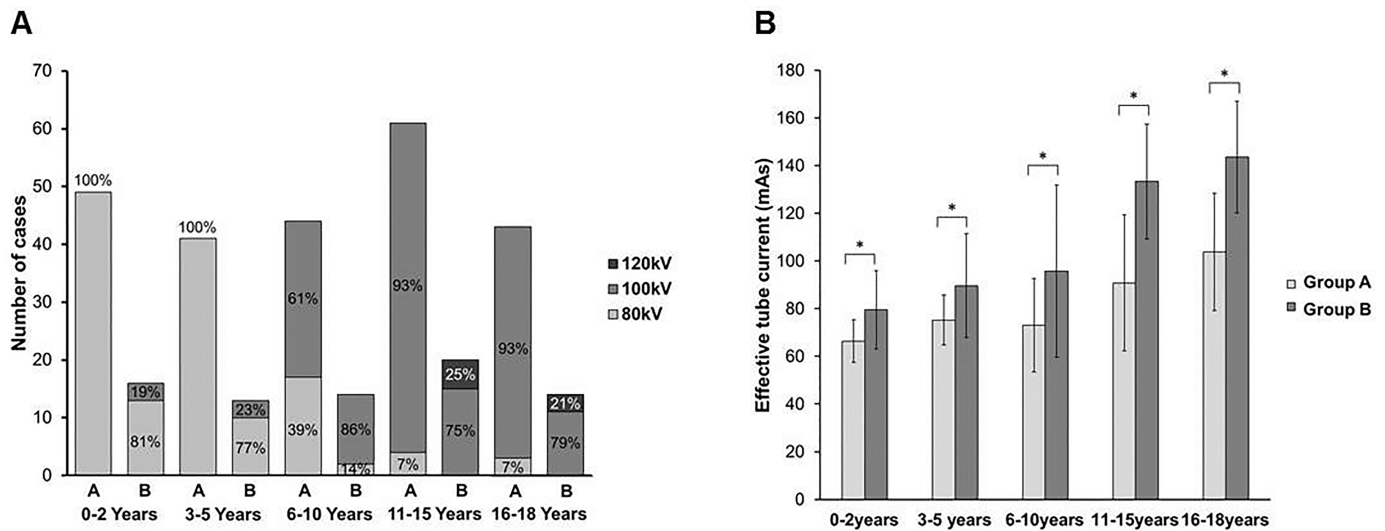 A
Number of cases
70
60
50
40
30
20
10
0
100%
19%
81%
100%
23%
77%
61%
39%
86%
14%
93%
7%
25%
75%
93%
7%
21%
79%
A B A B A B A B A B
0-2 Years 3-5 Years 6-10 Years 11-15 Years 16-18 Years
120kV
100kV
80kV
B
Effective tube current (mAs)
180
160
140
120
100
80
60
40
20
0
* * * * *
0-2years 3-5 years 6-10years 11-15years 16-18years
Group A
Group B